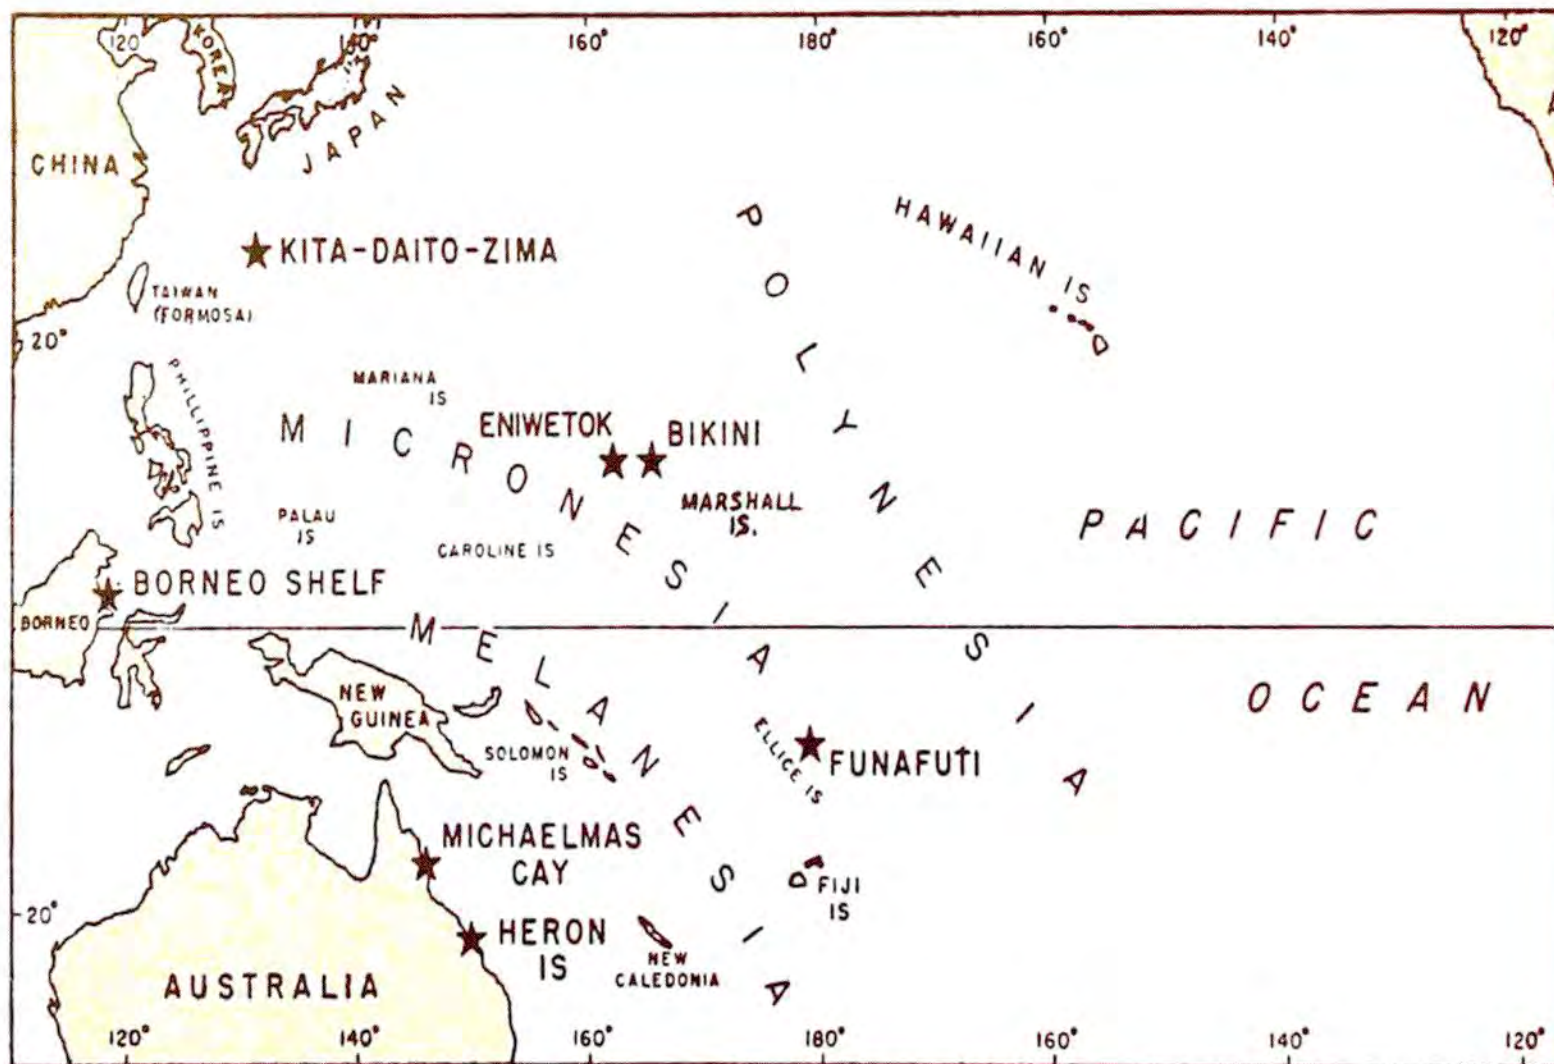 120
140°
160°
180°
160°
140°
120°
KOREA
JAPAN
CHINA
KITA-DAITO-ZIMA
HAWAIIAN IS
POLYNESIA
TAIWAN
(FORMOSA)
20°
PHILLIPPINE IS
MARIANA
IS
MICRONESIA
ENIWETOK
BIKINI
MARSHALL
IS.
PALAU
IS
CAROLINE IS
PACIFIC
BORNEO SHELF
BORNEO
MELANESIA
NEW
GUINEA
OCEAN
SOLOMON
IS
ELLICE IS
FUNAFUTI
MICHAELMAS
CAY
FIJI
IS
20°
HERON
IS
NEW
CALEDONIA
AUSTRALIA
120°
140°
160°
180°
160°
140°
120°